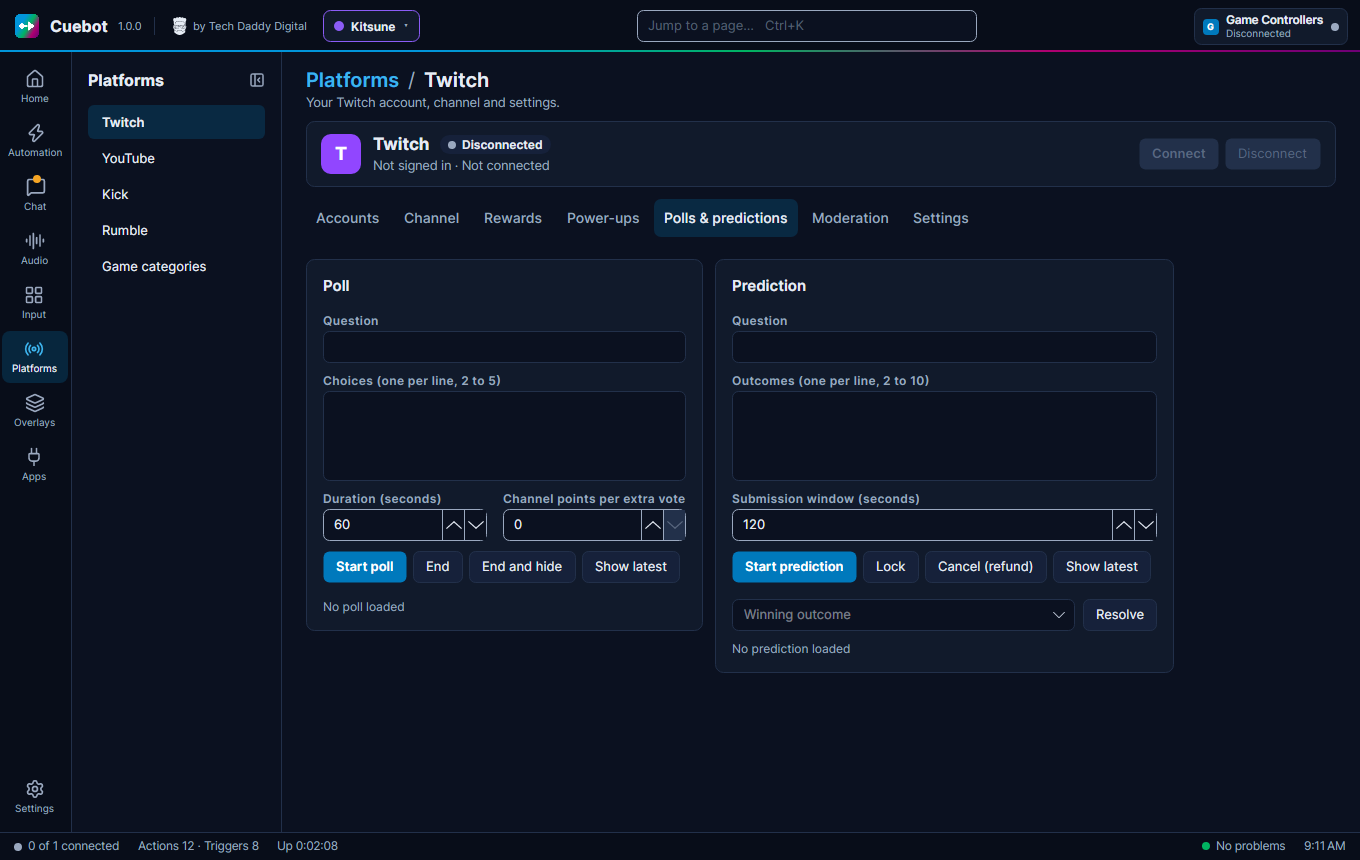 Cuebot 1.0.0 by Tech Daddy Digital Kitsune Jump to a page... Ctrl+K G Game Controllers
Disconnected
Home
Automation
Chat
Audio
Input
Platforms
Overlays
Apps
Settings
Platforms
Twitch
YouTube
Kick
Rumble
Game categories
Platforms / Twitch
Your Twitch account, channel and settings.
T Twitch Disconnected
Not signed in · Not connected
Connect Disconnect
Accounts Channel Rewards Power-ups Polls & predictions Moderation Settings
Poll
Question
Choices (one per line, 2 to 5)
Duration (seconds) Channel points per extra vote
60 0
Start poll End End and hide Show latest
No poll loaded
Prediction
Question
Outcomes (one per line, 2 to 10)
Submission window (seconds)
120
Start prediction Lock Cancel (refund) Show latest
Winning outcome Resolve
No prediction loaded
0 of 1 connected Actions 12 · Triggers 8 Up 0:02:08 No problems 9:11 AM